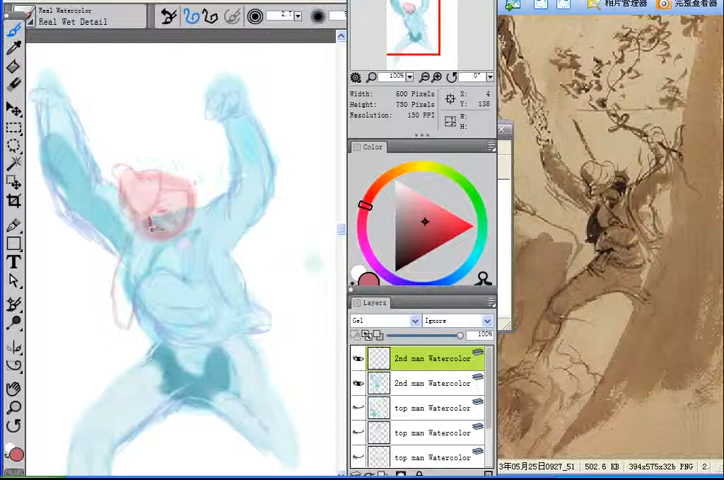 Real Watercolor
Real Wet Detail
2.7
相片管理器
完整查看器
100%
0°
Width: 600 Pixels
Height: 750 Pixels
Resolution: 150 PPI
X: 4
Y: 138
W:
H:
Color
Layers
Gel
Ignore
100%
2nd man Watercolor
2nd man Watercolor
top man Watercolor
top man Watercolor
top man Watercolor
3年05月25日0927_51
502.6 KB
394x575x32b PNG
2.